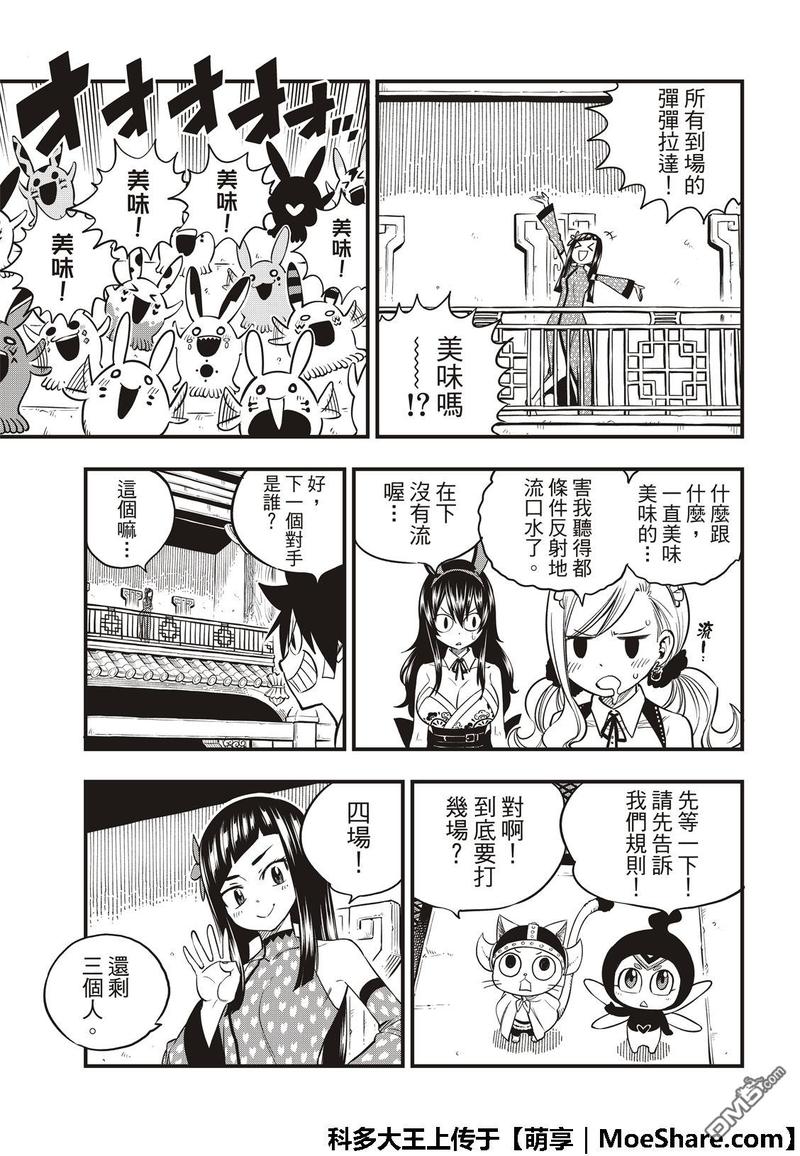 所有到場的
彈彈拉達！
美味嗎
～～～⁉
オオオオ‥
美味！
美味！
美味！
什麼跟
什麼，
一直美味
美味的…
害我聽得都
條件反射地
流口水了。
流！
在下
沒有流
喔…
好，
下一個對手
是誰？
這個嘛…
先等一下！
請先告訴
我們規則！
對啊！
到底要打
幾場？
四場！
還剩
三個人。
DM5.com
科多大王上传于【萌享｜MoeShare.com】